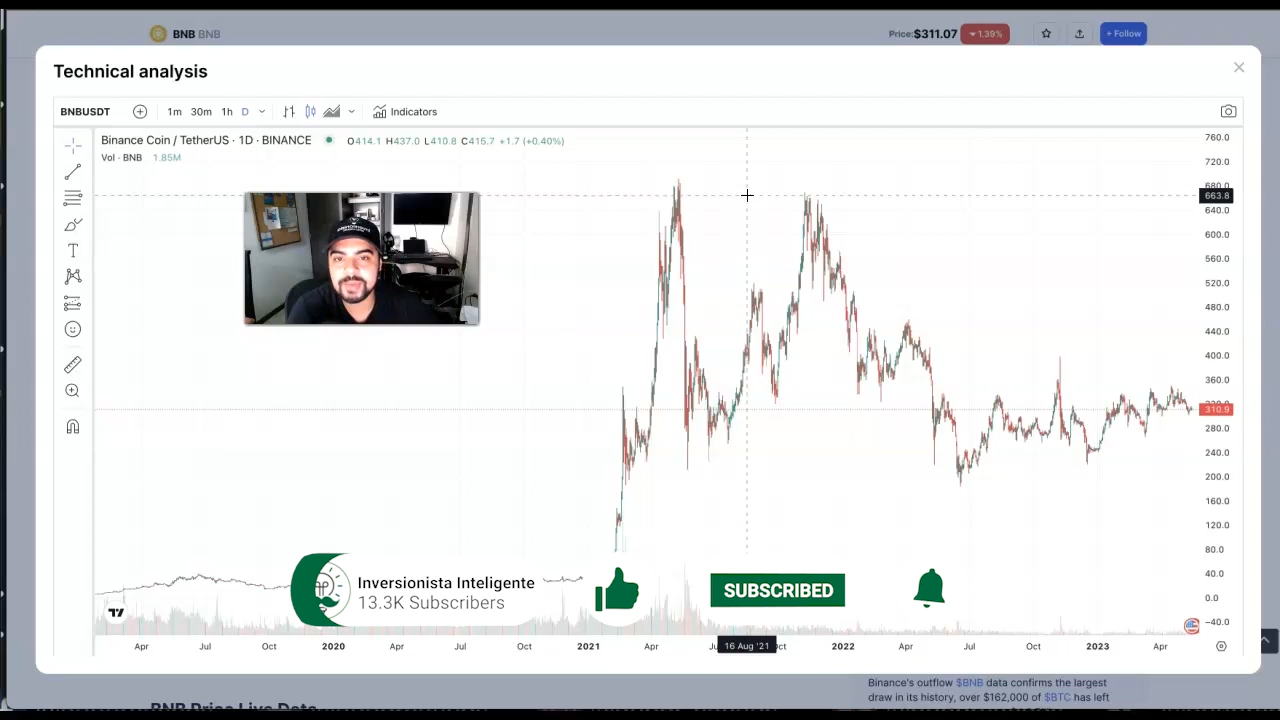 BNB BNB
Price:$311.07 1.39%
+ Follow
Technical analysis
BNBUSDT 1m 30m 1h D Indicators
Binance Coin / TetherUS · 1D · BINANCE O414.1 H437.0 L410.8 C415.7 +1.7 (+0.40%)
Vol · BNB 1.85M
760.0
720.0
680.0
663.8
640.0
600.0
560.0
520.0
480.0
440.0
400.0
360.0
320.0
310.9
280.0
240.0
200.0
160.0
120.0
80.0
40.0
0.0
−40.0
Inversionista Inteligente
13.3K Subscribers
SUBSCRIBED
Apr Jul Oct 2020 Apr Jul Oct 2021 Apr 16 Aug '21 2022 Apr Jul Oct 2023 Apr
Binance's outflow $BNB data confirms the largest
draw in its history, over $162,000 of $BTC has left
BNB Price Live Data